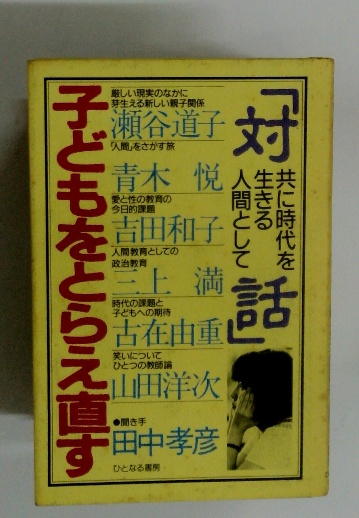 「対話」
共に時代を
生きる
人間として
厳しい現実のなかに
芽生える新しい親子関係
瀬谷道子
「人間」をさがす旅
青木 悦
愛と性の教育の
今日的課題
吉田和子
人間教育としての
政治教育
三上 満
時代の課題と
子どもへの期待
古在由重
笑いについて
ひとつの教師論
山田洋次
●聞き手
田中孝彦
ひとなる書房
子どもをとらえ直す